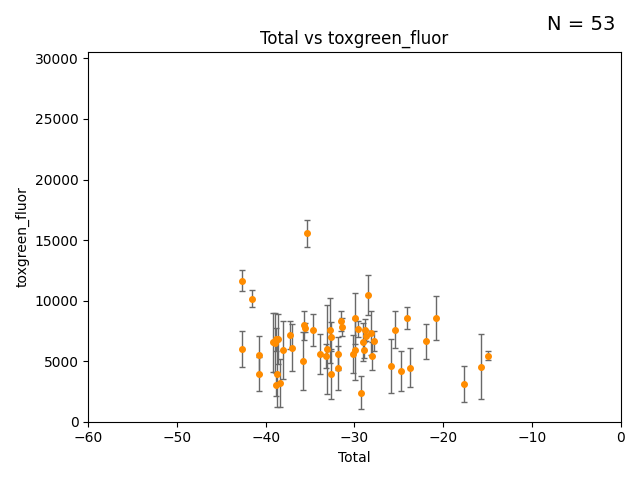 N = 53
Total vs toxgreen_fluor
30000
25000
20000
15000
10000
5000
0
toxgreen_fluor
−60 −50 −40 −30 −20 −10 0
Total